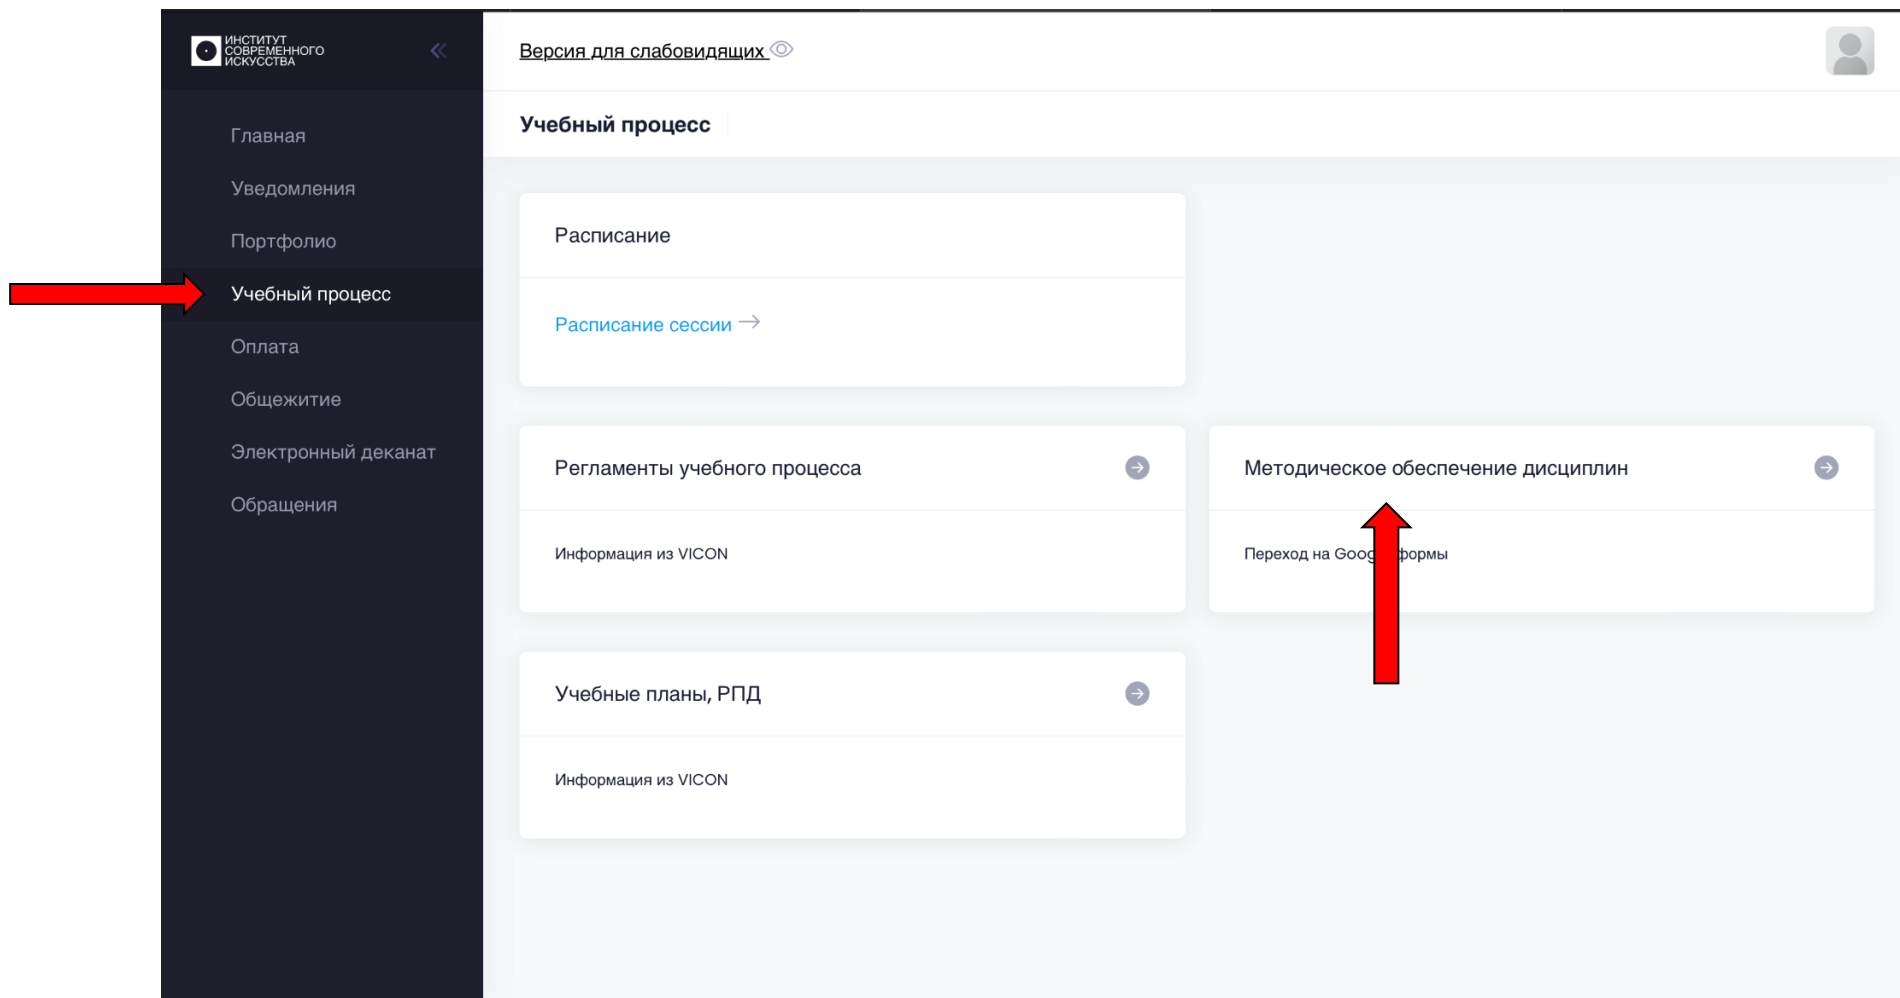 ИНСТИТУТ
СОВРЕМЕННОГО
ИСКУССТВА
Версия для слабовидящих
Учебный процесс
Главная
Уведомления
Портфолио
Учебный процесс
Оплата
Общежитие
Электронный деканат
Обращения
Расписание
Расписание сессии
Регламенты учебного процесса
Информация из VICON
Методическое обеспечение дисциплин
Переход на формы
Учебные планы, РПД
Информация из VICON